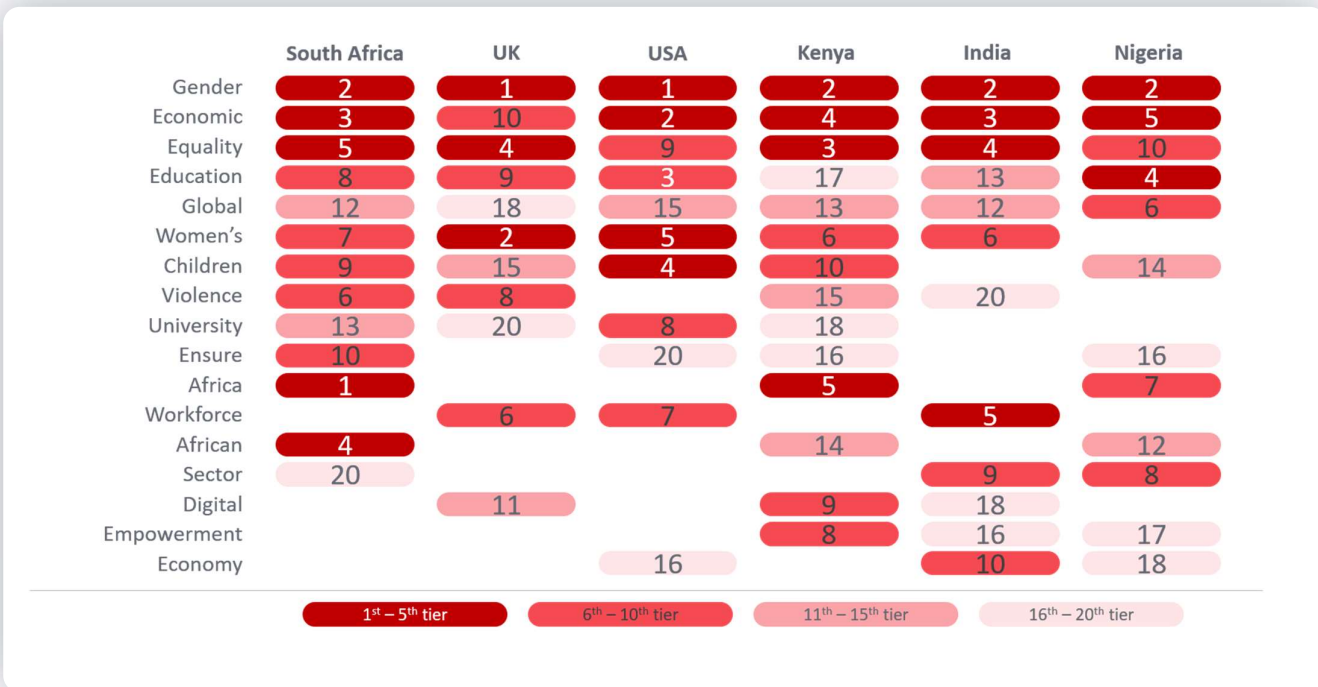 South Africa UK USA Kenya India Nigeria
Gender 2 1 1 2 2 2
Economic 3 10 2 4 3 5
Equality 5 4 9 3 4 10
Education 8 9 3 17 13 4
Global 12 18 15 13 12 6
Women's 7 2 5 6 6
Children 9 15 4 10 14
Violence 6 8 15 20
University 13 20 8 18
Ensure 10 20 16 16
Africa 1 5 7
Workforce 6 7 5
African 4 14 12
Sector 20 9 8
Digital 11 9 18
Empowerment 8 16 17
Economy 16 10 18
1st – 5th tier 6th – 10th tier 11th – 15th tier 16th – 20th tier